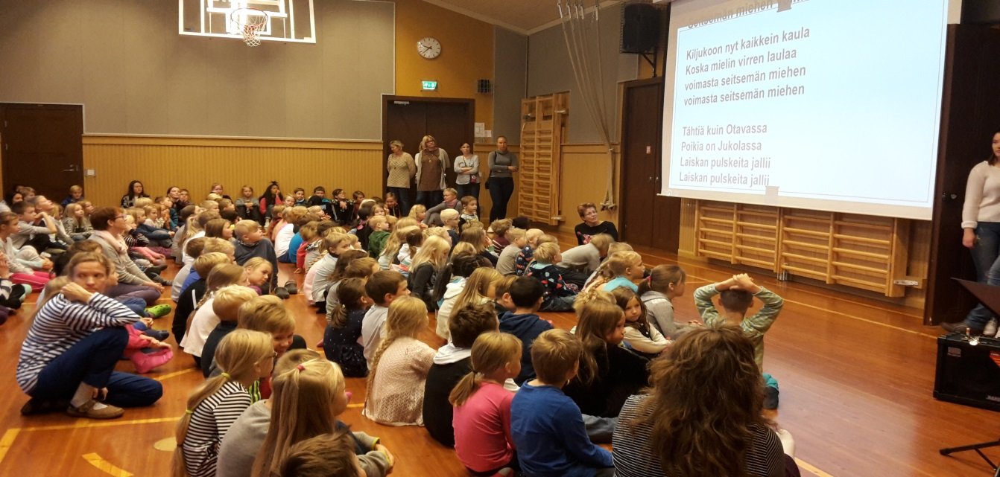 Seitsemän miehen
Kiljukoon nyt kaikkein kaula
Koska mielin virren laulaa
voimasta seitsemän miehen
voimasta seitsemän miehen
Tähtiä kuin Otavassa
Poikia on Jukolassa
Laiskan pulskeita jallii
Laiskan pulskeita jallii